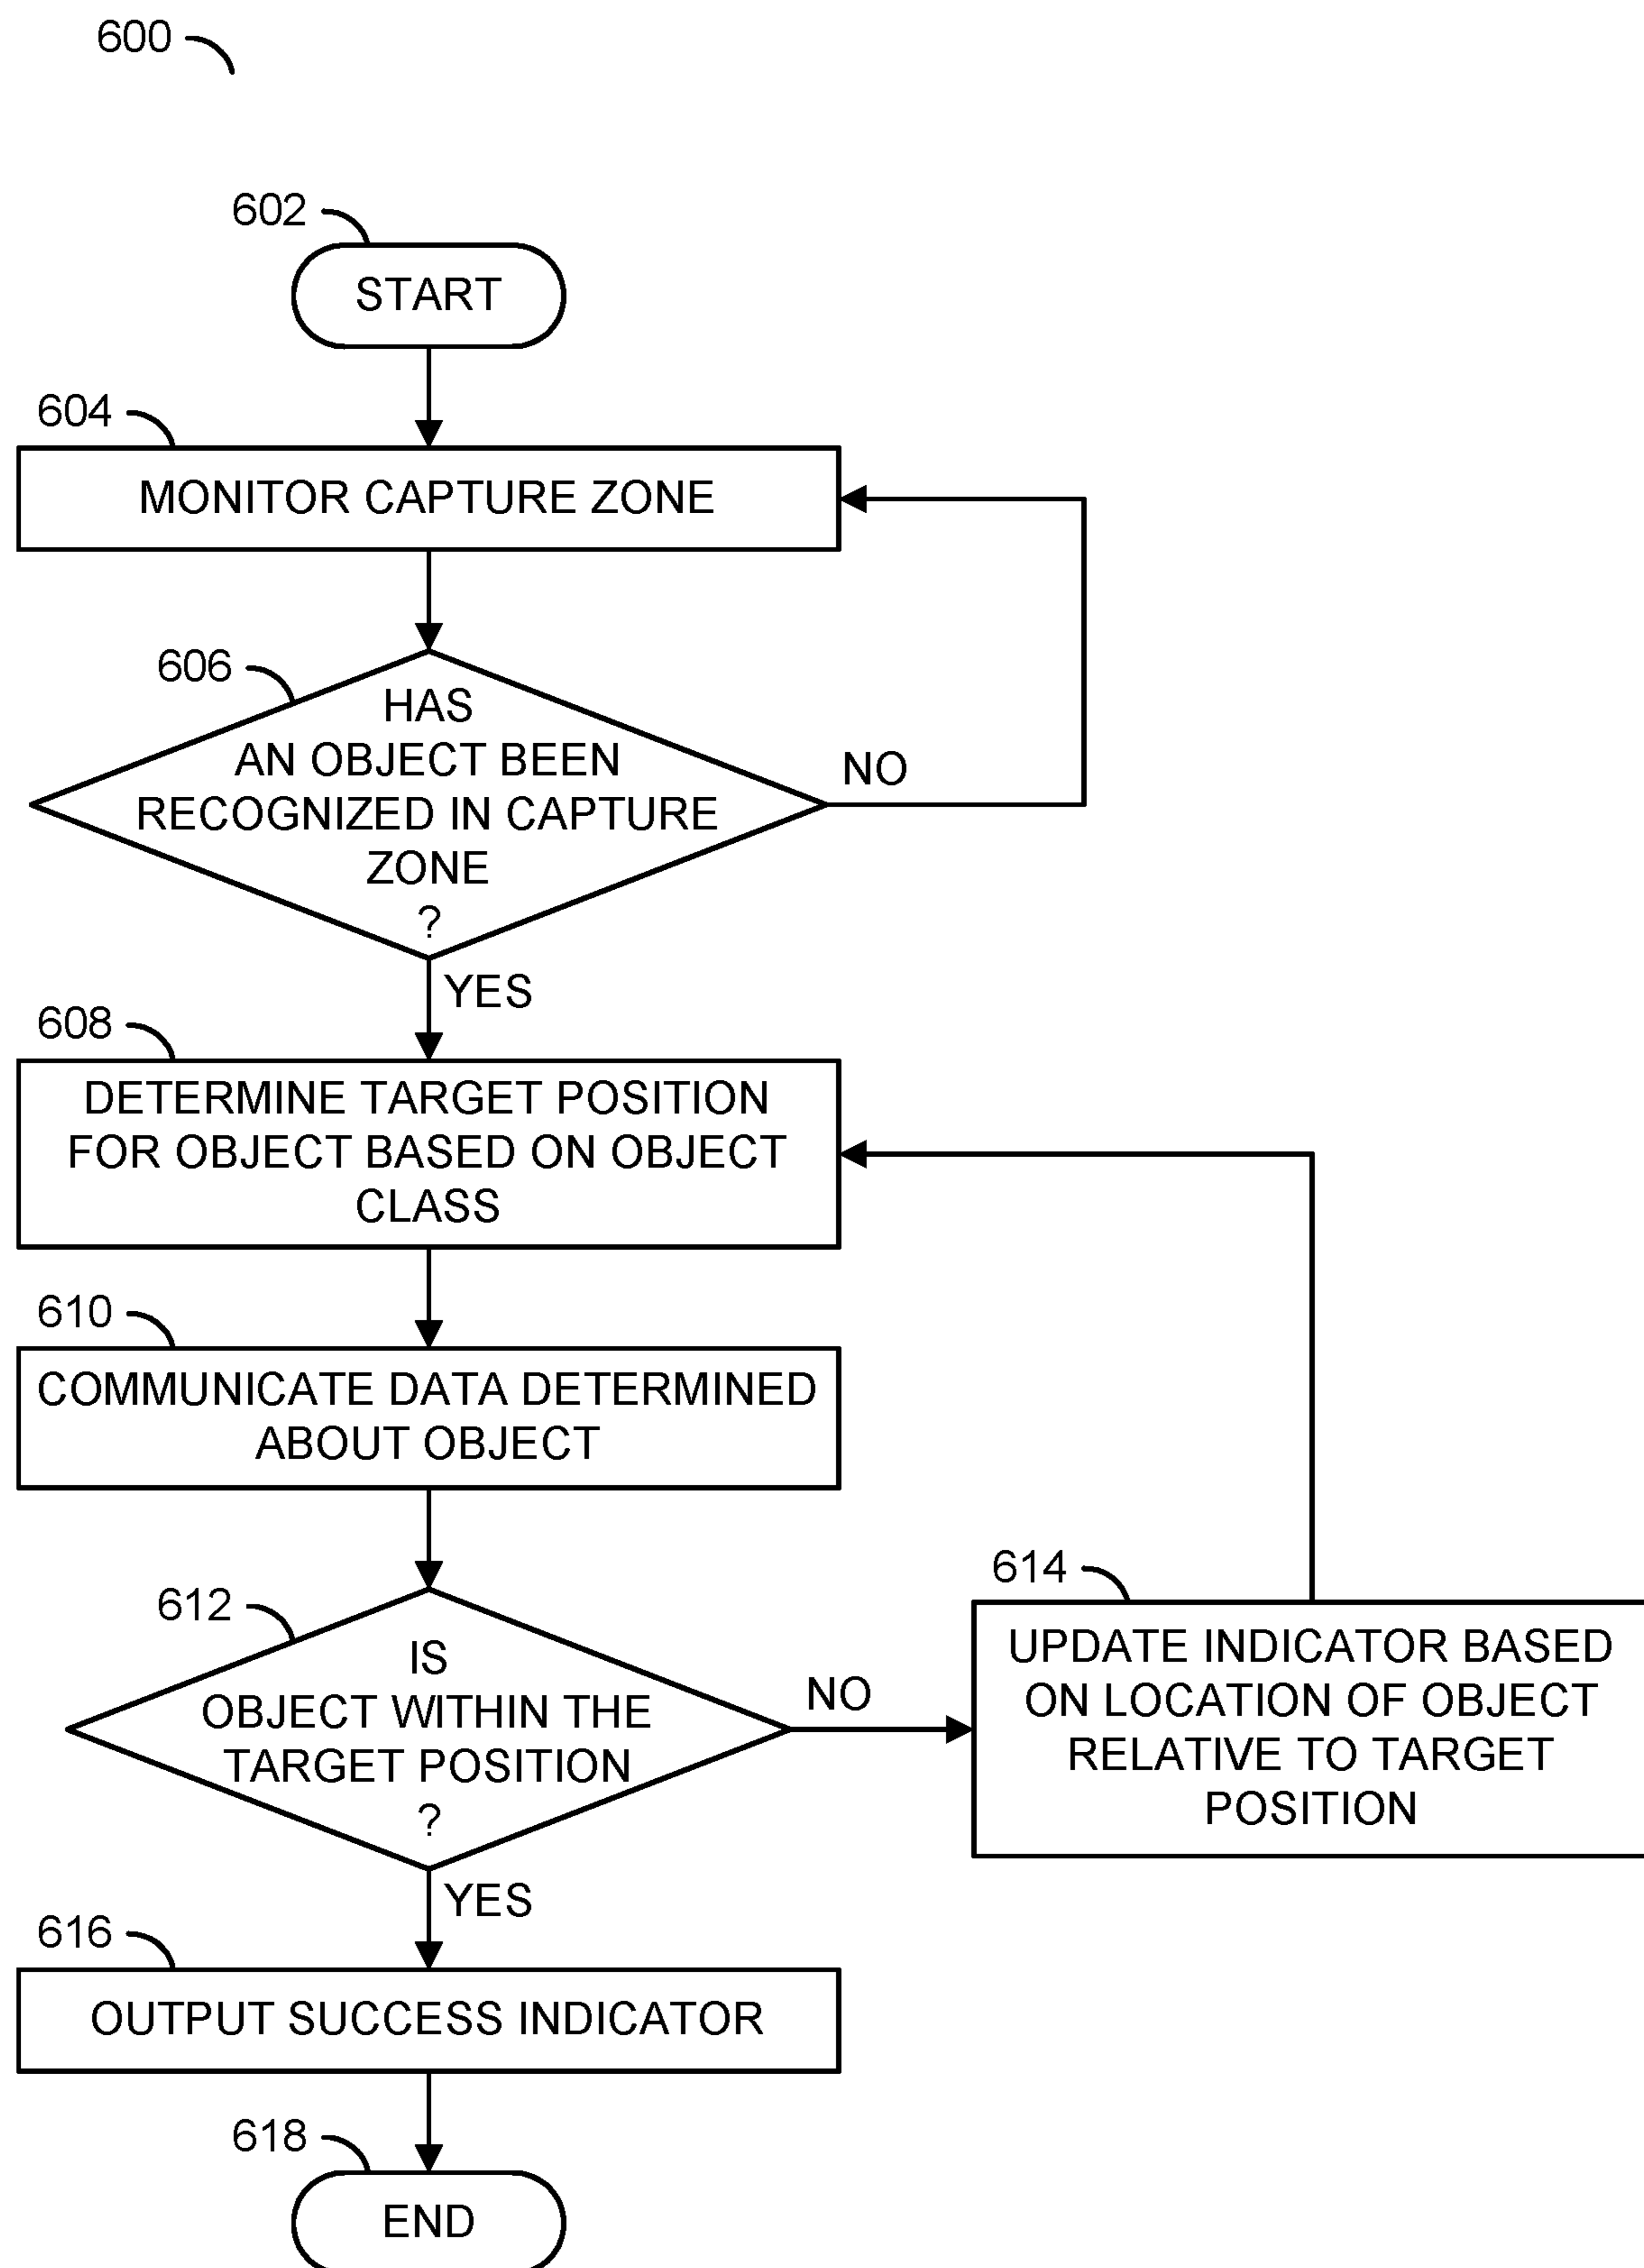 600
602
START
604
MONITOR CAPTURE ZONE
606
HAS
AN OBJECT BEEN
RECOGNIZED IN CAPTURE
ZONE
?
NO
YES
608
DETERMINE TARGET POSITION
FOR OBJECT BASED ON OBJECT
CLASS
610
COMMUNICATE DATA DETERMINED
ABOUT OBJECT
612
IS
OBJECT WITHIN THE
TARGET POSITION
?
NO
614
UPDATE INDICATOR BASED
ON LOCATION OF OBJECT
RELATIVE TO TARGET
POSITION
YES
616
OUTPUT SUCCESS INDICATOR
618
END